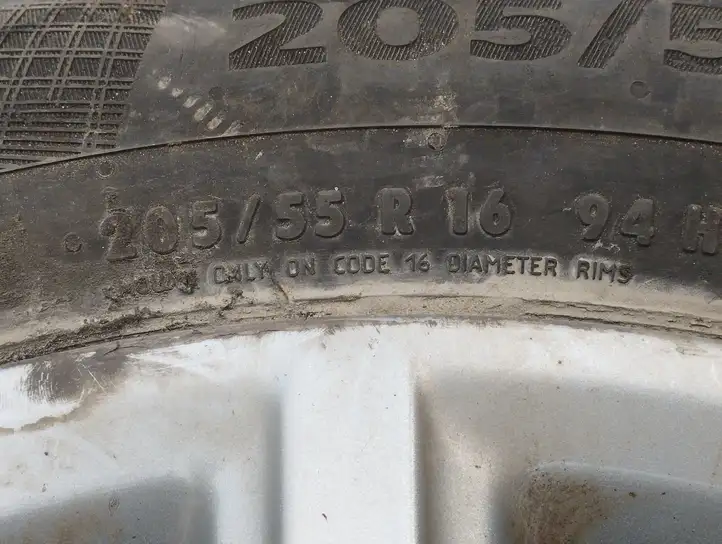 205/5
205/55 R 16 94 H
ONLY ON CODE 16 DIAMETER RIMS